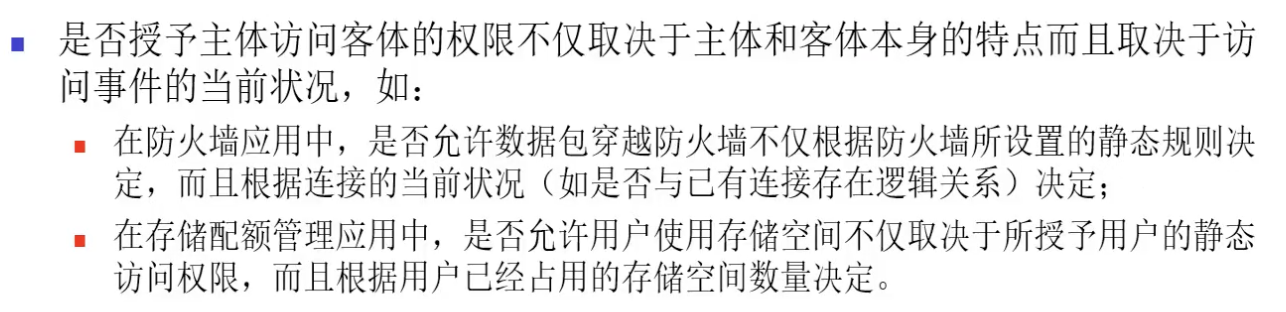 是否授予主体访问客体的权限不仅取决于主体和客体本身的特点而且取决于访
问事件的当前状况，如：
在防火墙应用中，是否允许数据包穿越防火墙不仅根据防火墙所设置的静态规则决
定，而且根据连接的当前状况（如是否与已有连接存在逻辑关系）决定；
在存储配额管理应用中，是否允许用户使用存储空间不仅取决于所授予用户的静态
访问权限，而且根据用户已经占用的存储空间数量决定。